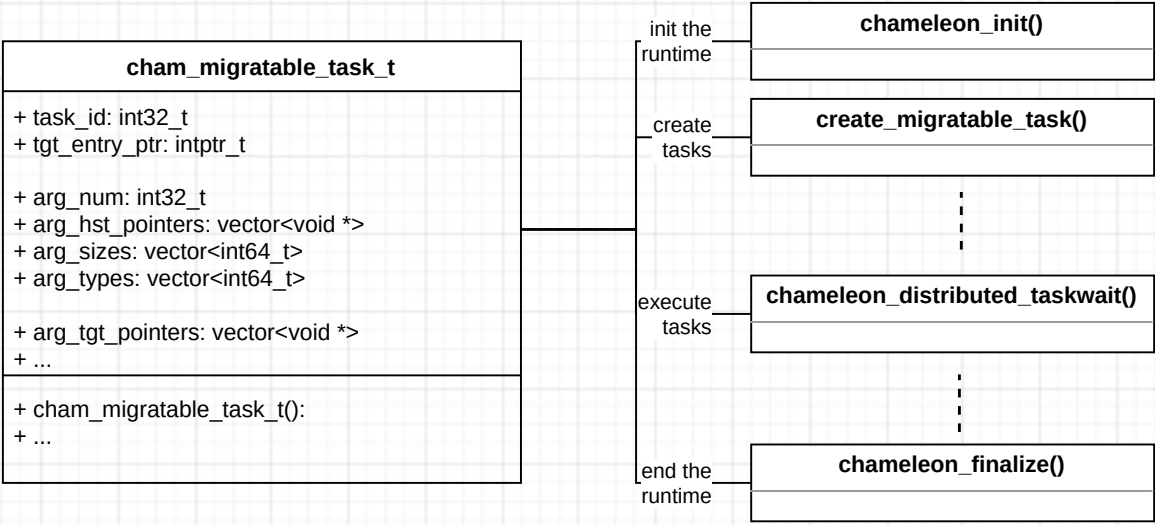 cham_migratable_task_t
+ task_id: int32_t
+ tgt_entry_ptr: intptr_t
+ arg_num: int32_t
+ arg_hst_pointers: vector<void *>
+ arg_sizes: vector<int64_t>
+ arg_types: vector<int64_t>
+ arg_tgt_pointers: vector<void *>
+ ...
+ cham_migratable_task_t():
+ ...
init the
runtime
chameleon_init()
create
tasks
create_migratable_task()
execute
tasks
chameleon_distributed_taskwait()
end the
runtime
chameleon_finalize()